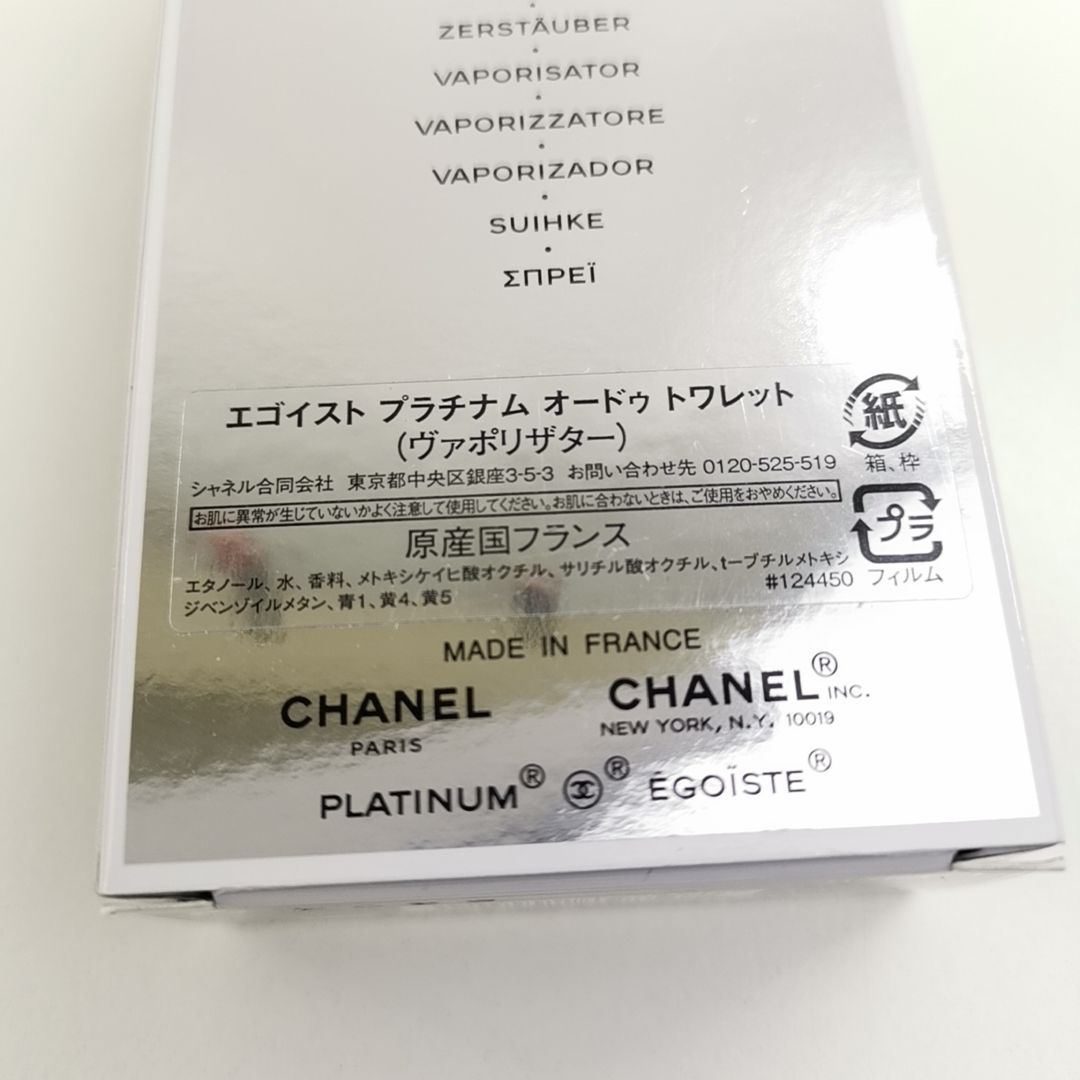 ZERSTÄUBER
VAPORISATOR
VAPORIZZATORE
VAPORIZADOR
SUIHKE
ΣΠΡΕΪ
エゴイスト プラチナム オードゥ トワレット
(ヴァポリザター)
シャネル合同会社 東京都中央区銀座3-5-3 お問い合わせ先 0120-525-519
お肌に異常が生じていないかよく注意して使用してください。お肌に合わないときは、ご使用をおやめください。
原産国フランス
エタノール、水、香料、メトキシケイヒ酸オクチル、サリチル酸オクチル、t-ブチルメトキシ
ジベンゾイルメタン、青1、黄4、黄5
#124450
紙
箱、枠
プラ
フィルム
MADE IN FRANCE
CHANEL
PARIS
CHANEL® INC.
NEW YORK, N.Y. 10019
PLATINUM® ® ÉGOÏSTE®